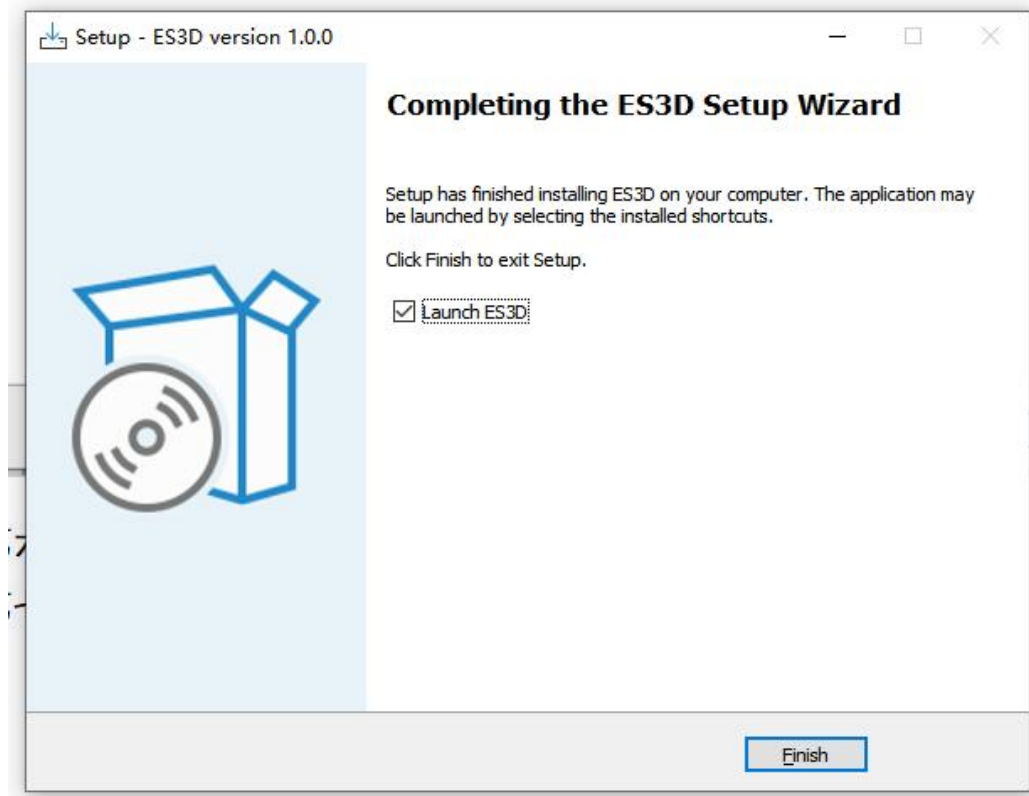 Setup - ES3D version 1.0.0
Completing the ES3D Setup Wizard
Setup has finished installing ES3D on your computer. The application may
be launched by selecting the installed shortcuts.
Click Finish to exit Setup.
Launch ES3D
Finish